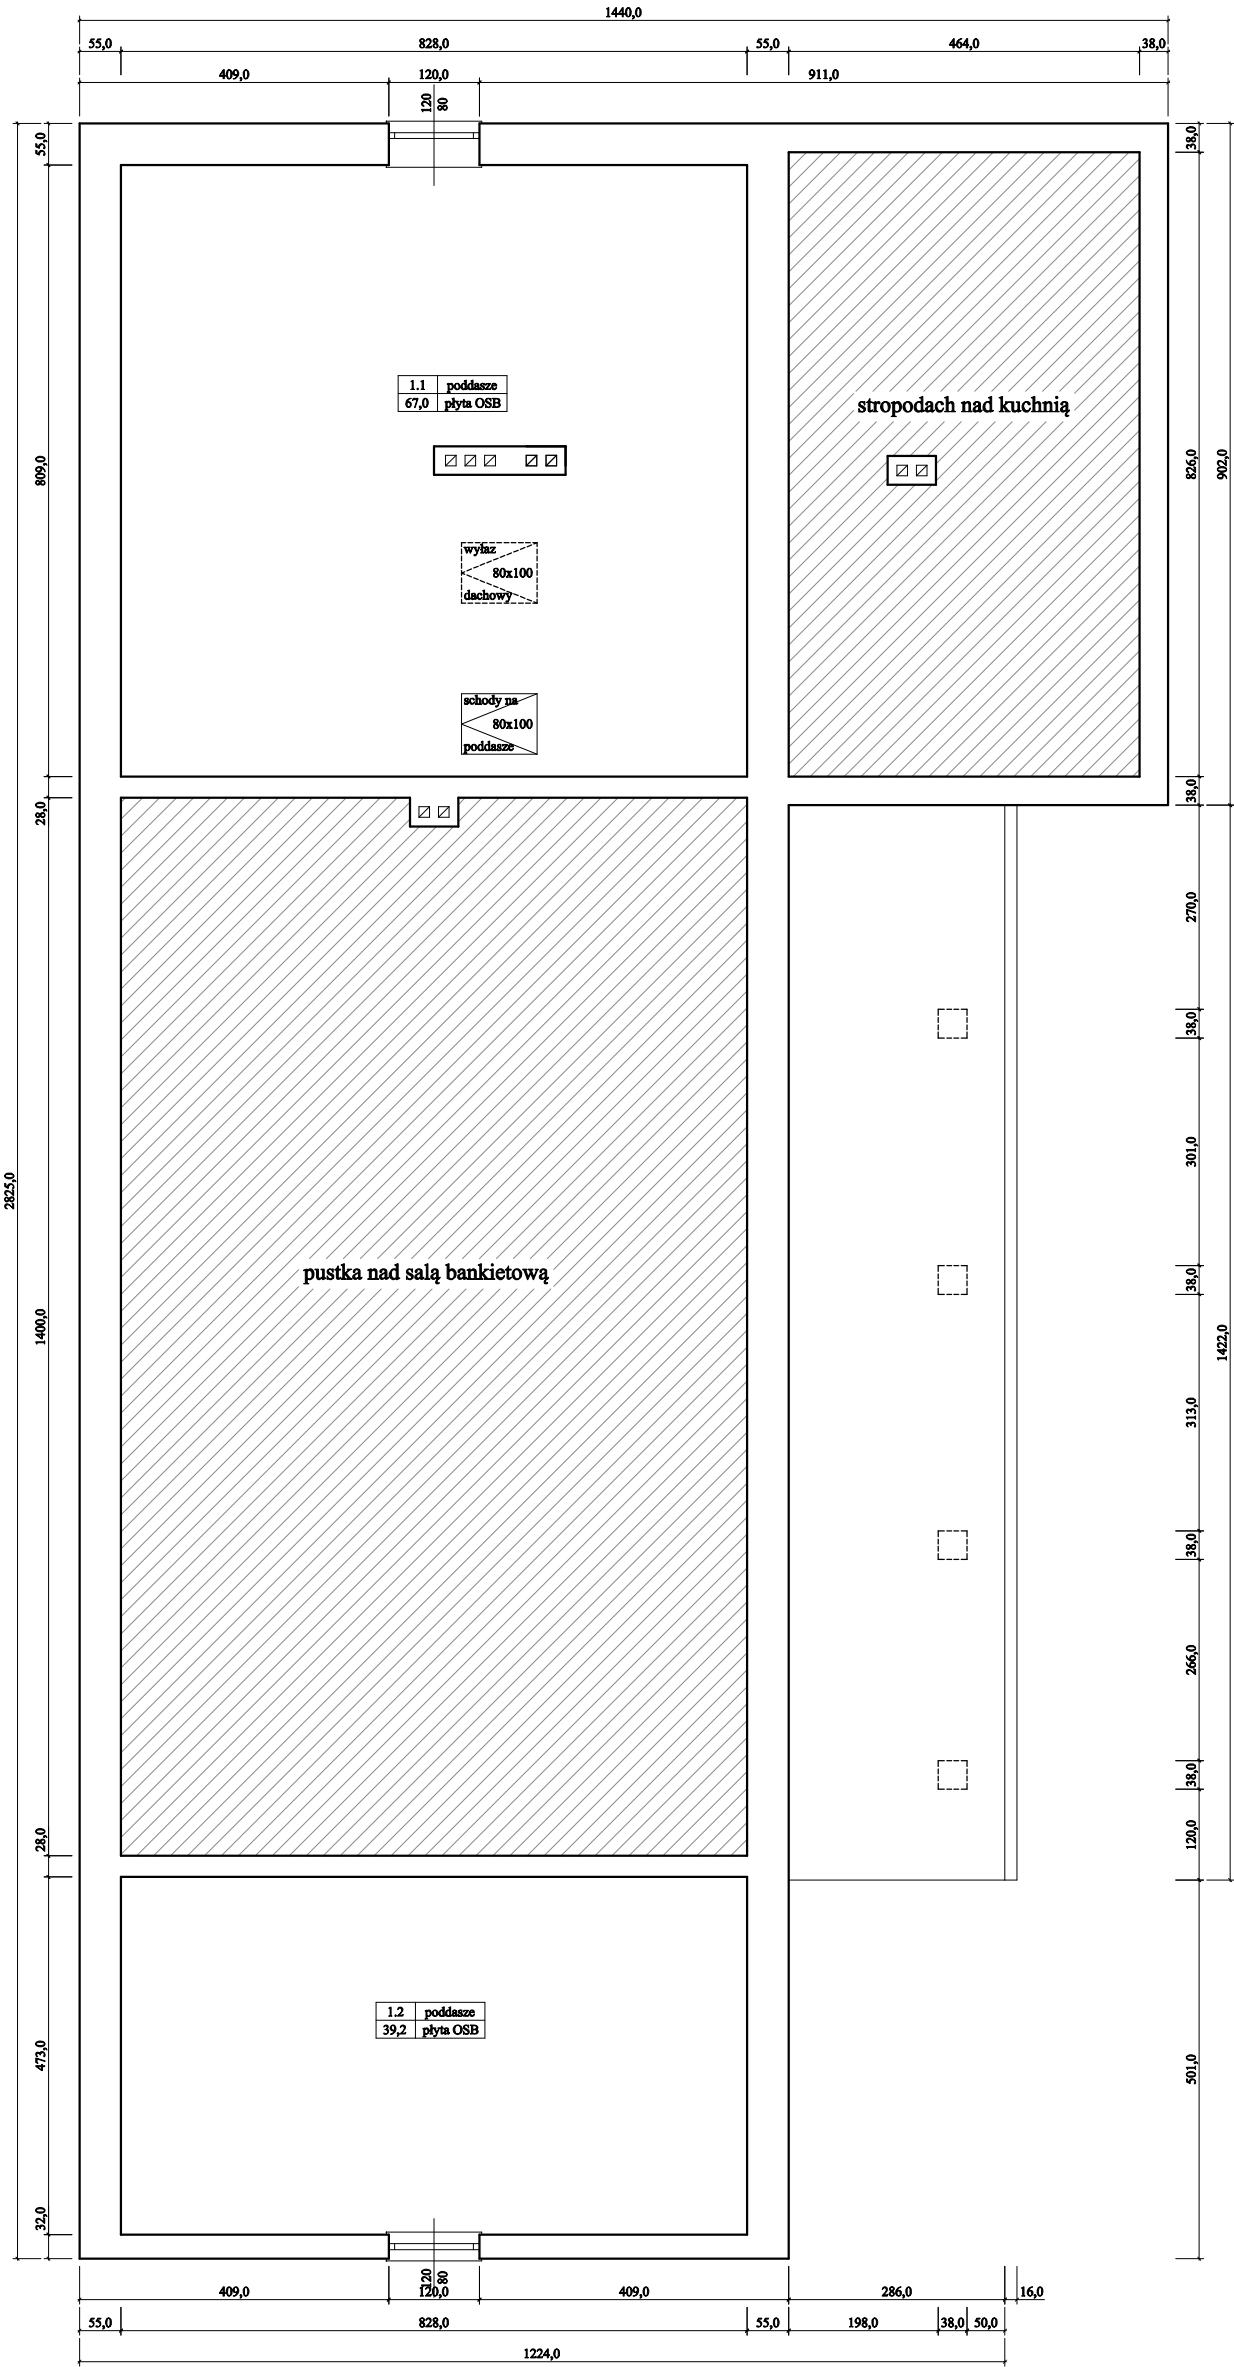 1440,0
55,0 828,0 55,0 464,0 38,0
409,0 120,0 911,0
120
80
55,0
38,0
1.1 poddasze
67,0 płyta OSB
stropodach nad kuchnią
809,0
826,0
902,0
wyłaz
80x100
dachowy
schody na
80x100
poddasze
28,0
38,0
270,0
38,0
301,0
2825,0
38,0
pustka nad salą bankietową
1400,0
1422,0
313,0
38,0
266,0
38,0
28,0
120,0
1.2 poddasze
39,2 płyta OSB
473,0
501,0
32,0
120
80
409,0 120,0 409,0 286,0 16,0
55,0 828,0 55,0 198,0 38,0 50,0
1224,0